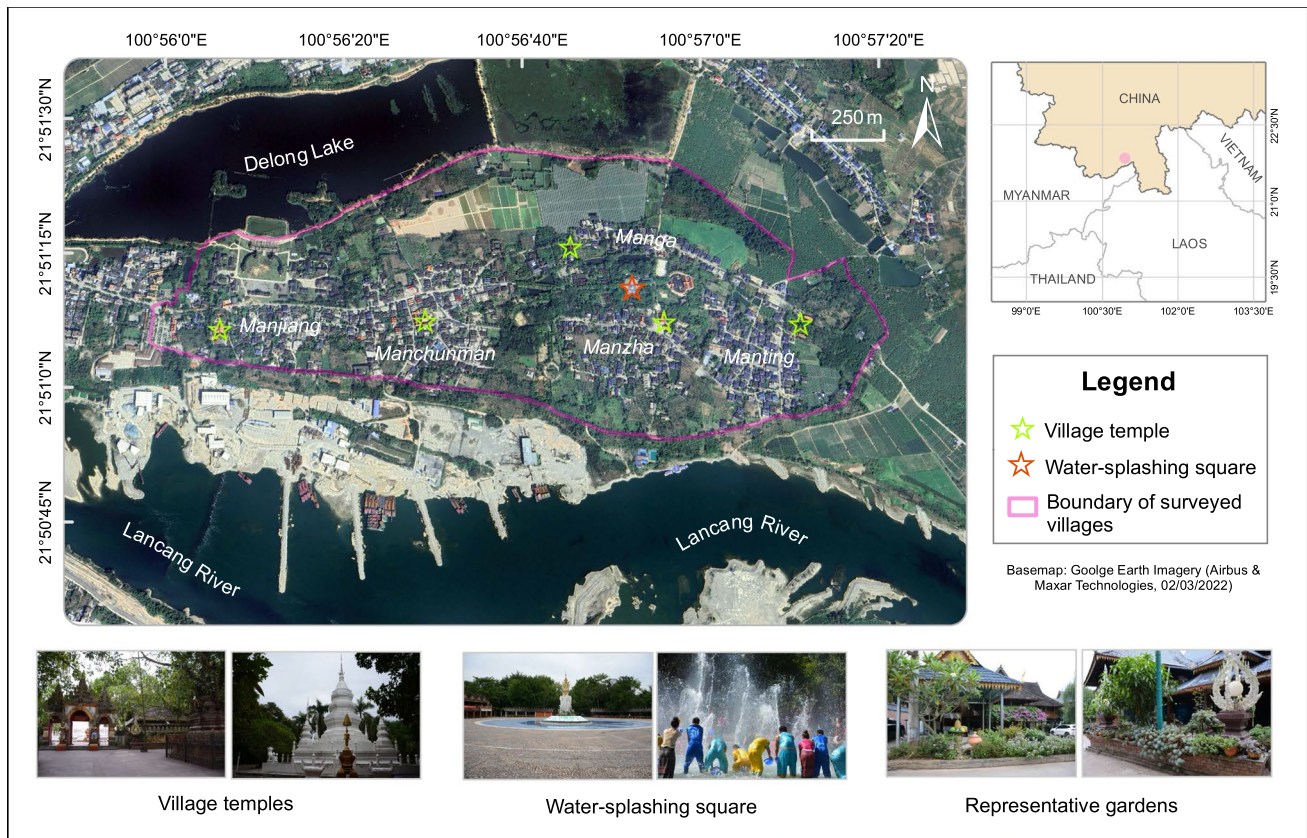 100°56'0"E
100°56'20"E
100°56'40"E
100°57'0"E
100°57'20"E
21°51'30"N
21°51'15"N
21°51'0"N
21°50'45"N
Delong Lake
250 m
N
Manga
Manjiang
Manchunman
Manzha
Manting
Lancang River
Lancang River
CHINA
VIETNAM
MYANMAR
LAOS
THAILAND
22°30'N
21°0'N
19°30'N
99°0'E
100°30'E
102°0'E
103°30'E
Legend
Village temple
Water-splashing square
Boundary of surveyed
villages
Basemap: Goolge Earth Imagery (Airbus &
Maxar Technologies, 02/03/2022)
Village temples
Water-splashing square
Representative gardens